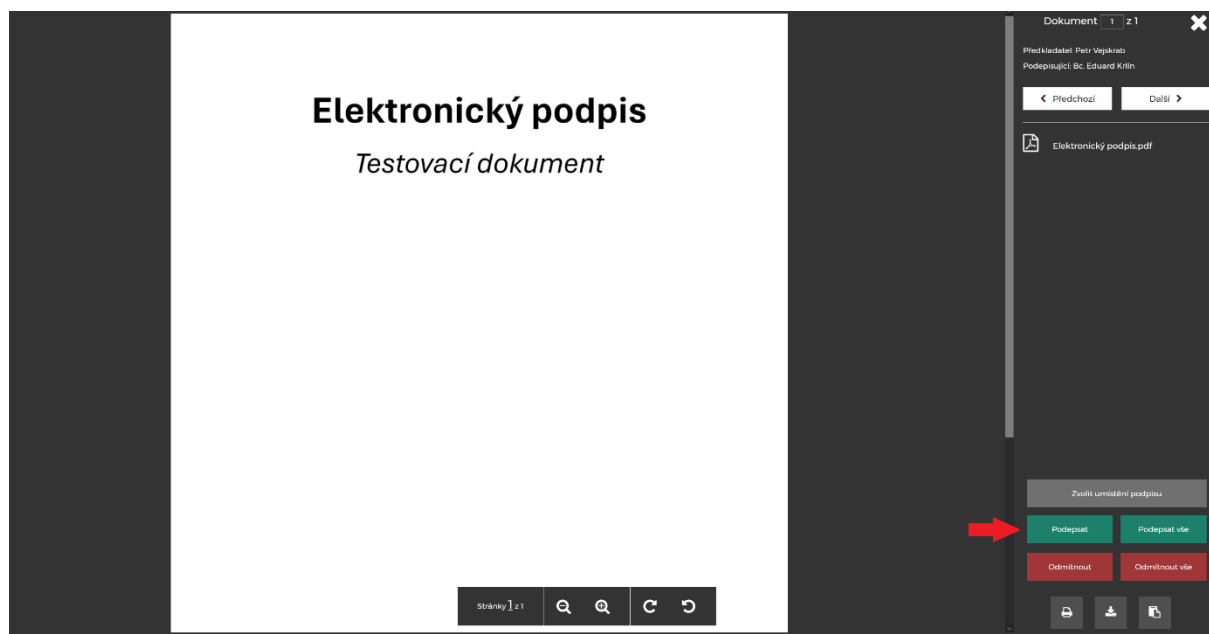 Elektronický podpis
Testovací dokument
Stránky 1 z 1
Dokument 1 z 1
Předkladatel: Petr Vejskrab
Podepisující: Bc. Eduard Krlín
Předchozí
Další
Elektronický podpis.pdf
Zvolit umístění podpisu
Podepsat
Podepsat vše
Odmítnout
Odmítnout vše